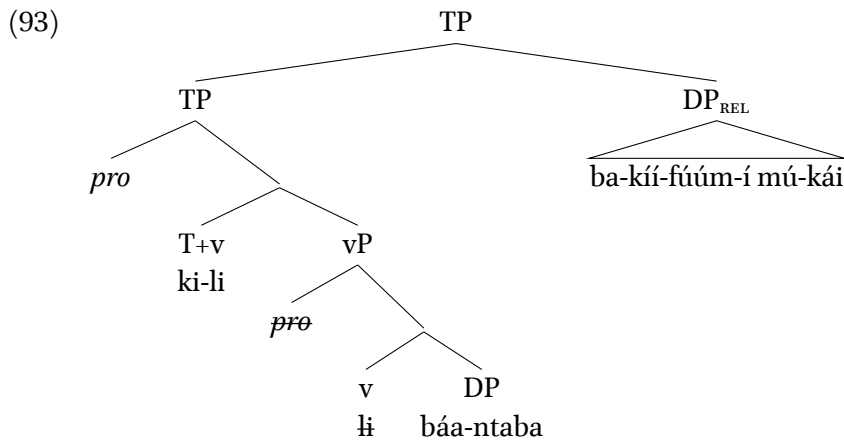 (93) TP
TP DP_REL
pro ba-kíí-fúúm-í mú-kái
T+v vP
ki-li
pro
v DP
li báa-ntaba